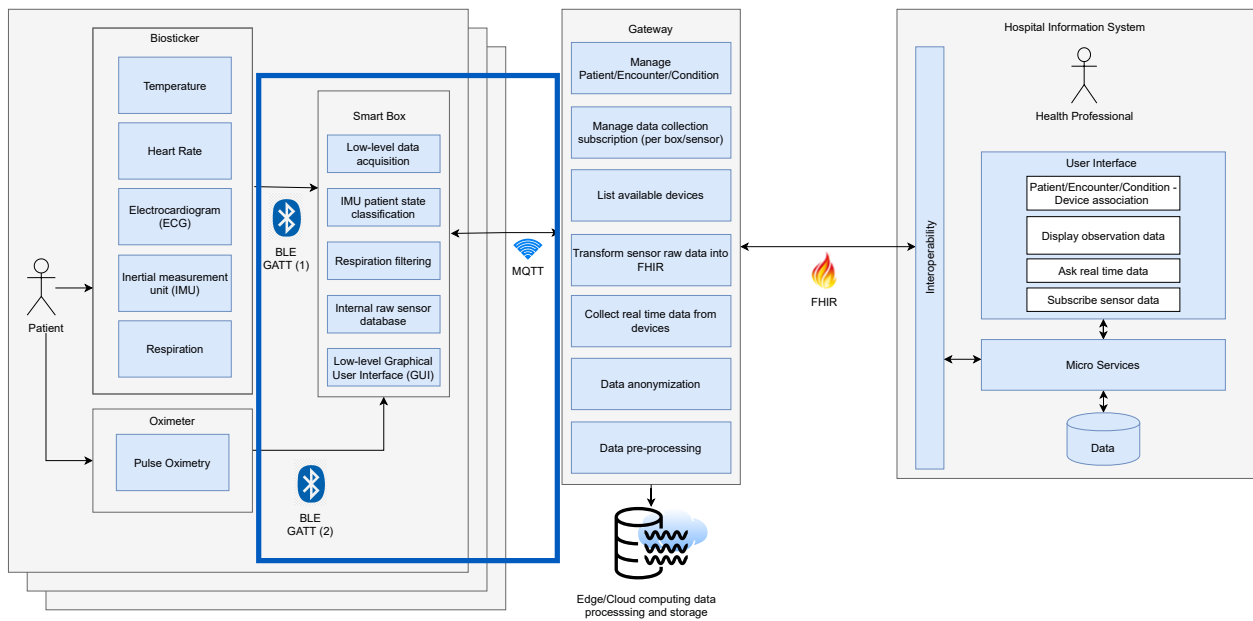 Biosticker
Temperature
Heart Rate
Electrocardiogram
(ECG)
Inertial measurement
unit (IMU)
Respiration
Patient
Oximeter
Pulse Oximetry
BLE
GATT (1)
BLE
GATT (2)
Smart Box
Low-level data
acquisition
IMU patient state
classification
Respiration filtering
Internal raw sensor
database
Low-level Graphical
User Interface (GUI)
MQTT
Gateway
Manage
Patient/Encounter/Condition
Manage data collection
subscription (per box/sensor)
List available devices
Transform sensor raw data into
FHIR
Collect real time data from
devices
Data anonymization
Data pre-processing
Edge/Cloud computing data
processsing and storage
FHIR
Hospital Information System
Health Professional
Interoperability
User Interface
Patient/Encounter/Condition -
Device association
Display observation data
Ask real time data
Subscribe sensor data
Micro Services
Data